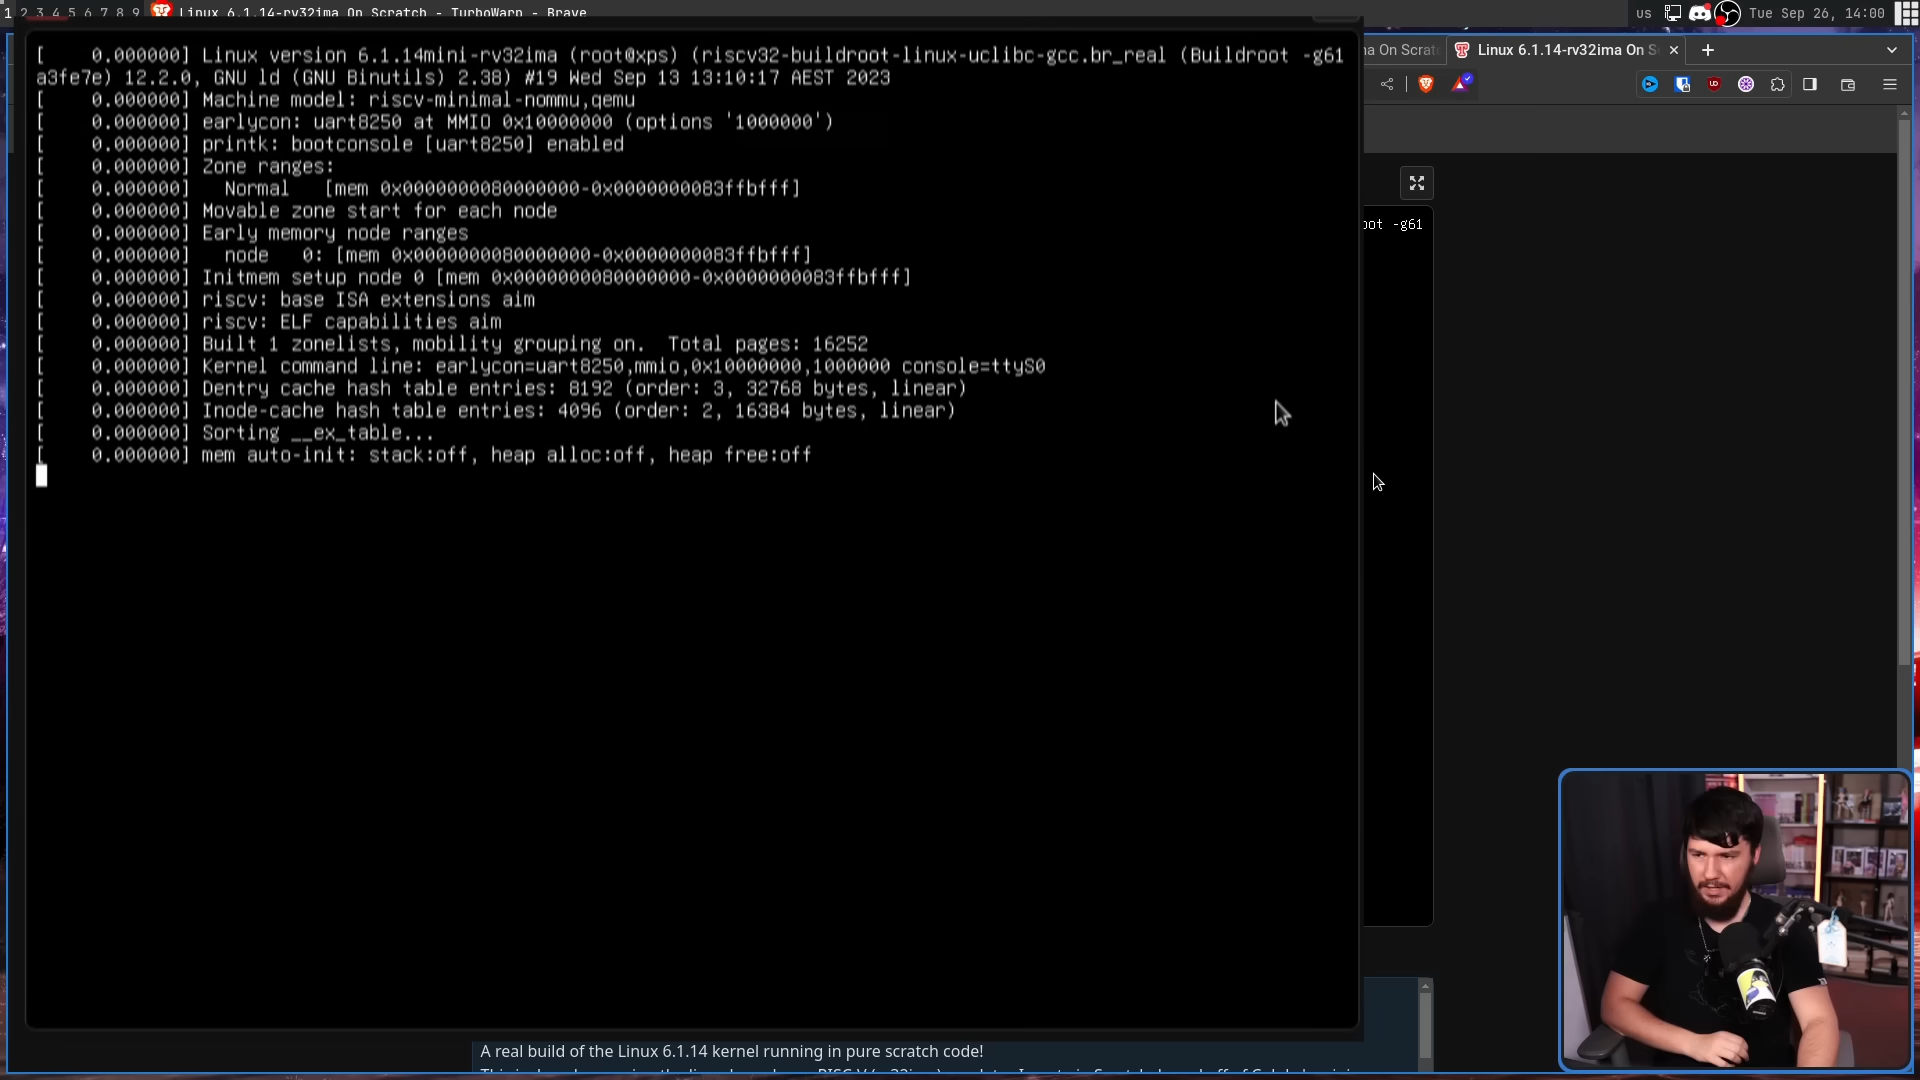 1 2 3 4 5 6 7 8 9 Linux 6.1.14-rv32ima On Scratch - TurboWarp - Brave
us Tue Sep 26, 14:00
na On Scrat Linux 6.1.14-rv32ima On S
[    0.000000] Linux version 6.1.14mini-rv32ima (root@xps) (riscv32-buildroot-linux-uclibc-gcc.br_real (Buildroot -g61
a3fe7e) 12.2.0, GNU ld (GNU Binutils) 2.38) #19 Wed Sep 13 13:10:17 AEST 2023
[    0.000000] Machine model: riscv-minimal-nommu,qemu
[    0.000000] earlycon: uart8250 at MMIO 0x10000000 (options '1000000')
[    0.000000] printk: bootconsole [uart8250] enabled
[    0.000000] Zone ranges:
[    0.000000]   Normal   [mem 0x0000000080000000-0x0000000083ffbfff]
[    0.000000] Movable zone start for each node
[    0.000000] Early memory node ranges
[    0.000000]   node   0: [mem 0x0000000080000000-0x0000000083ffbfff]
[    0.000000] Initmem setup node 0 [mem 0x0000000080000000-0x0000000083ffbfff]
[    0.000000] riscv: base ISA extensions aim
[    0.000000] riscv: ELF capabilities aim
[    0.000000] Built 1 zonelists, mobility grouping on.  Total pages: 16252
[    0.000000] Kernel command line: earlycon=uart8250,mmio,0x10000000,1000000 console=ttyS0
[    0.000000] Dentry cache hash table entries: 8192 (order: 3, 32768 bytes, linear)
[    0.000000] Inode-cache hash table entries: 4096 (order: 2, 16384 bytes, linear)
[    0.000000] Sorting __ex_table...
[    0.000000] mem auto-init: stack:off, heap alloc:off, heap free:off
oot -g61
A real build of the Linux 6.1.14 kernel running in pure scratch code!